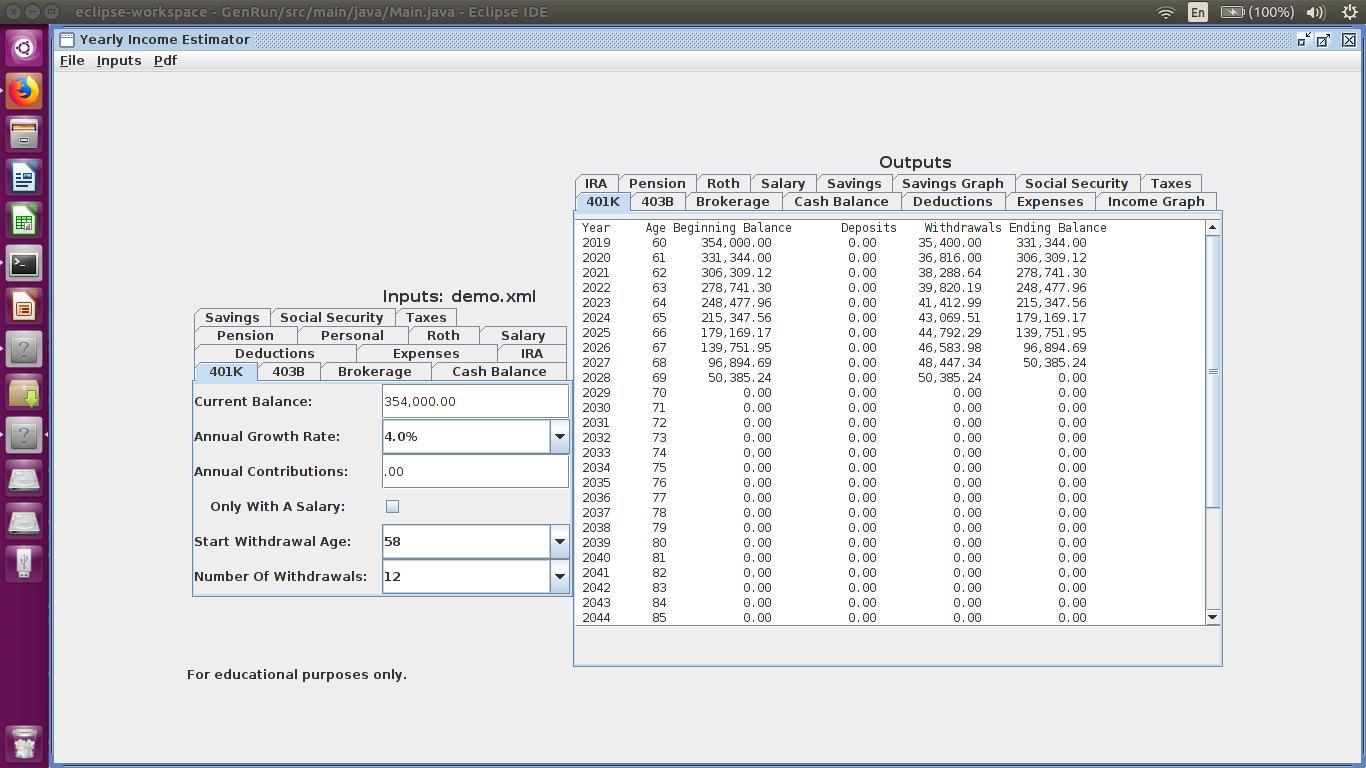 eclipse-workspace - GenRun/src/main/java/Main.java - Eclipse IDE
En
(100%)
Yearly Income Estimator
File Inputs Pdf
Outputs
IRA Pension Roth Salary Savings Savings Graph Social Security Taxes
401K 403B Brokerage Cash Balance Deductions Expenses Income Graph
Year Age Beginning Balance Deposits Withdrawals Ending Balance
2019 60 354,000.00 0.00 35,400.00 331,344.00
2020 61 331,344.00 0.00 36,816.00 306,309.12
2021 62 306,309.12 0.00 38,288.64 278,741.30
2022 63 278,741.30 0.00 39,820.19 248,477.96
2023 64 248,477.96 0.00 41,412.99 215,347.56
2024 65 215,347.56 0.00 43,069.51 179,169.17
2025 66 179,169.17 0.00 44,792.29 139,751.95
2026 67 139,751.95 0.00 46,583.98 96,894.69
2027 68 96,894.69 0.00 48,447.34 50,385.24
2028 69 50,385.24 0.00 50,385.24 0.00
2029 70 0.00 0.00 0.00 0.00
2030 71 0.00 0.00 0.00 0.00
2031 72 0.00 0.00 0.00 0.00
2032 73 0.00 0.00 0.00 0.00
2033 74 0.00 0.00 0.00 0.00
2034 75 0.00 0.00 0.00 0.00
2035 76 0.00 0.00 0.00 0.00
2036 77 0.00 0.00 0.00 0.00
2037 78 0.00 0.00 0.00 0.00
2038 79 0.00 0.00 0.00 0.00
2039 80 0.00 0.00 0.00 0.00
2040 81 0.00 0.00 0.00 0.00
2041 82 0.00 0.00 0.00 0.00
2042 83 0.00 0.00 0.00 0.00
2043 84 0.00 0.00 0.00 0.00
2044 85 0.00 0.00 0.00 0.00
Inputs: demo.xml
Savings Social Security Taxes
Pension Personal Roth Salary
Deductions Expenses IRA
401K 403B Brokerage Cash Balance
Current Balance: 354,000.00
Annual Growth Rate: 4.0%
Annual Contributions: .00
Only With A Salary:
Start Withdrawal Age: 58
Number Of Withdrawals: 12
For educational purposes only.